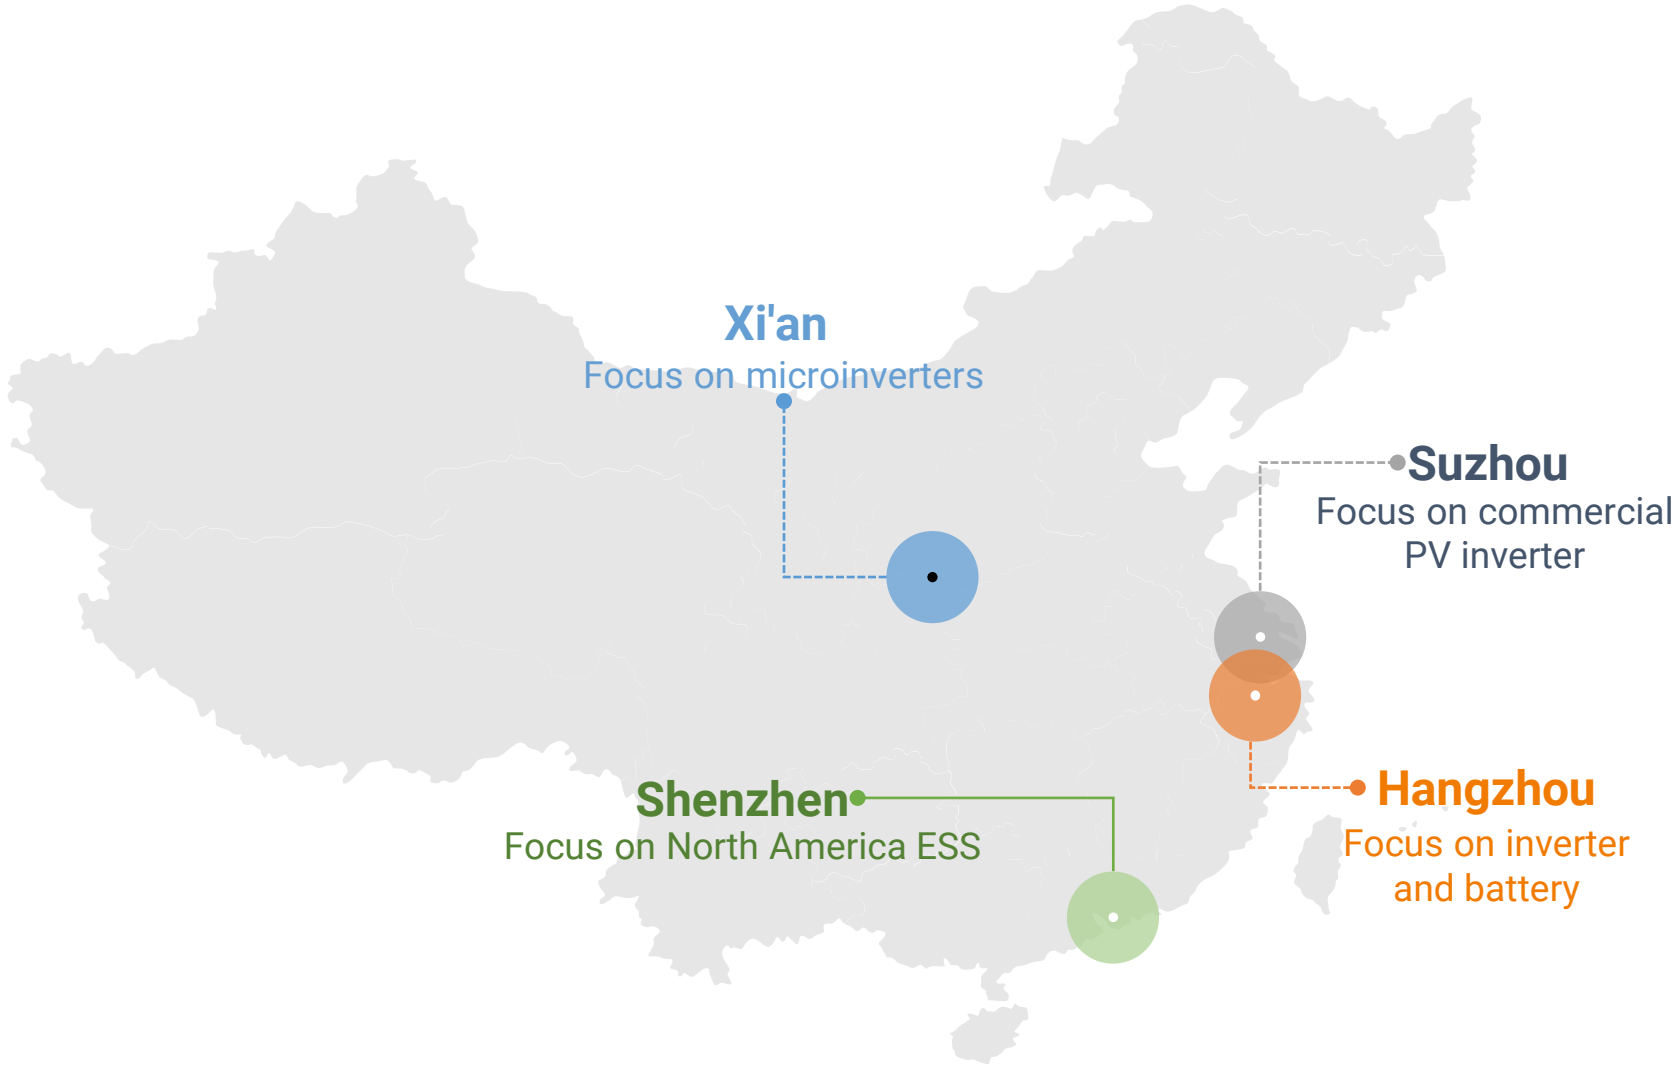 Xi'an
Focus on microinverters
Suzhou
Focus on commercial
PV inverter
Shenzhen
Focus on North America ESS
Hangzhou
Focus on inverter
and battery